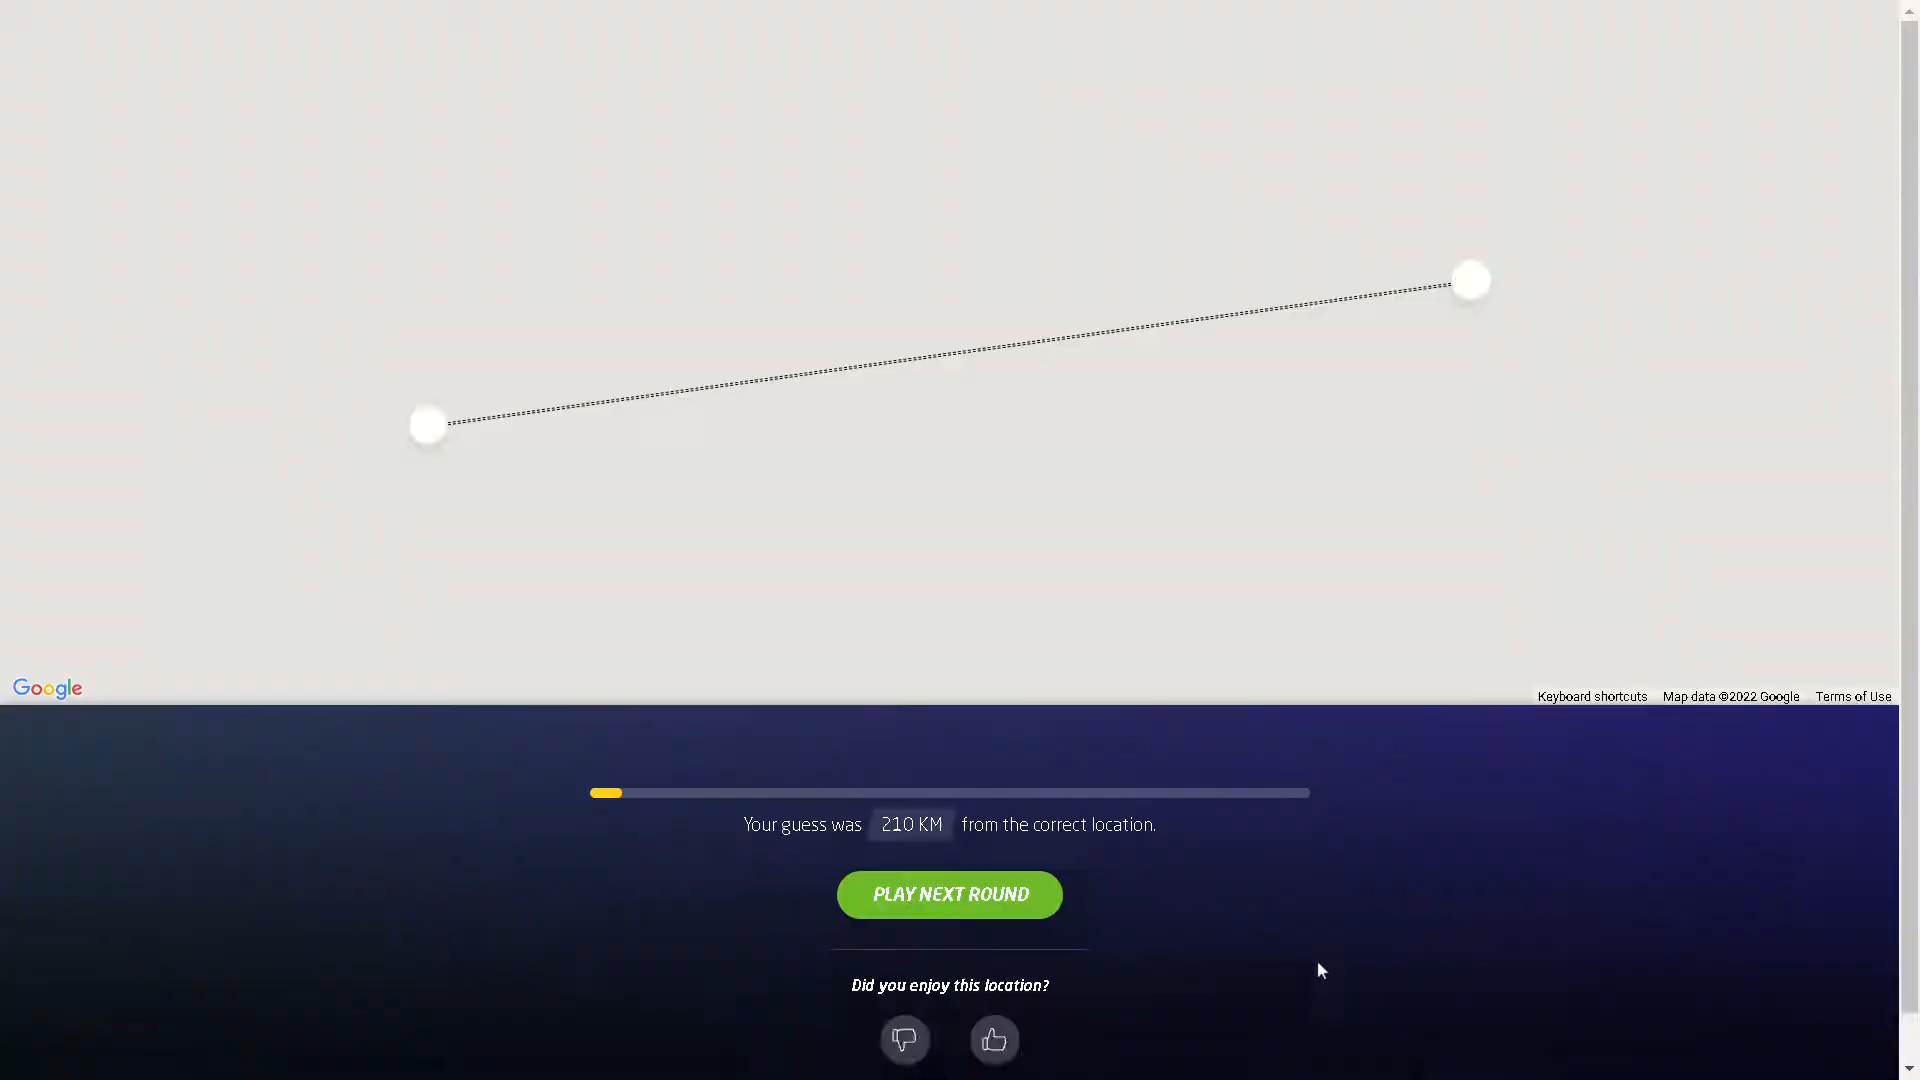 Google
Keyboard shortcuts Map data ©2022 Google Terms of Use
Your guess was 210 KM from the correct location.
PLAY NEXT ROUND
Did you enjoy this location?